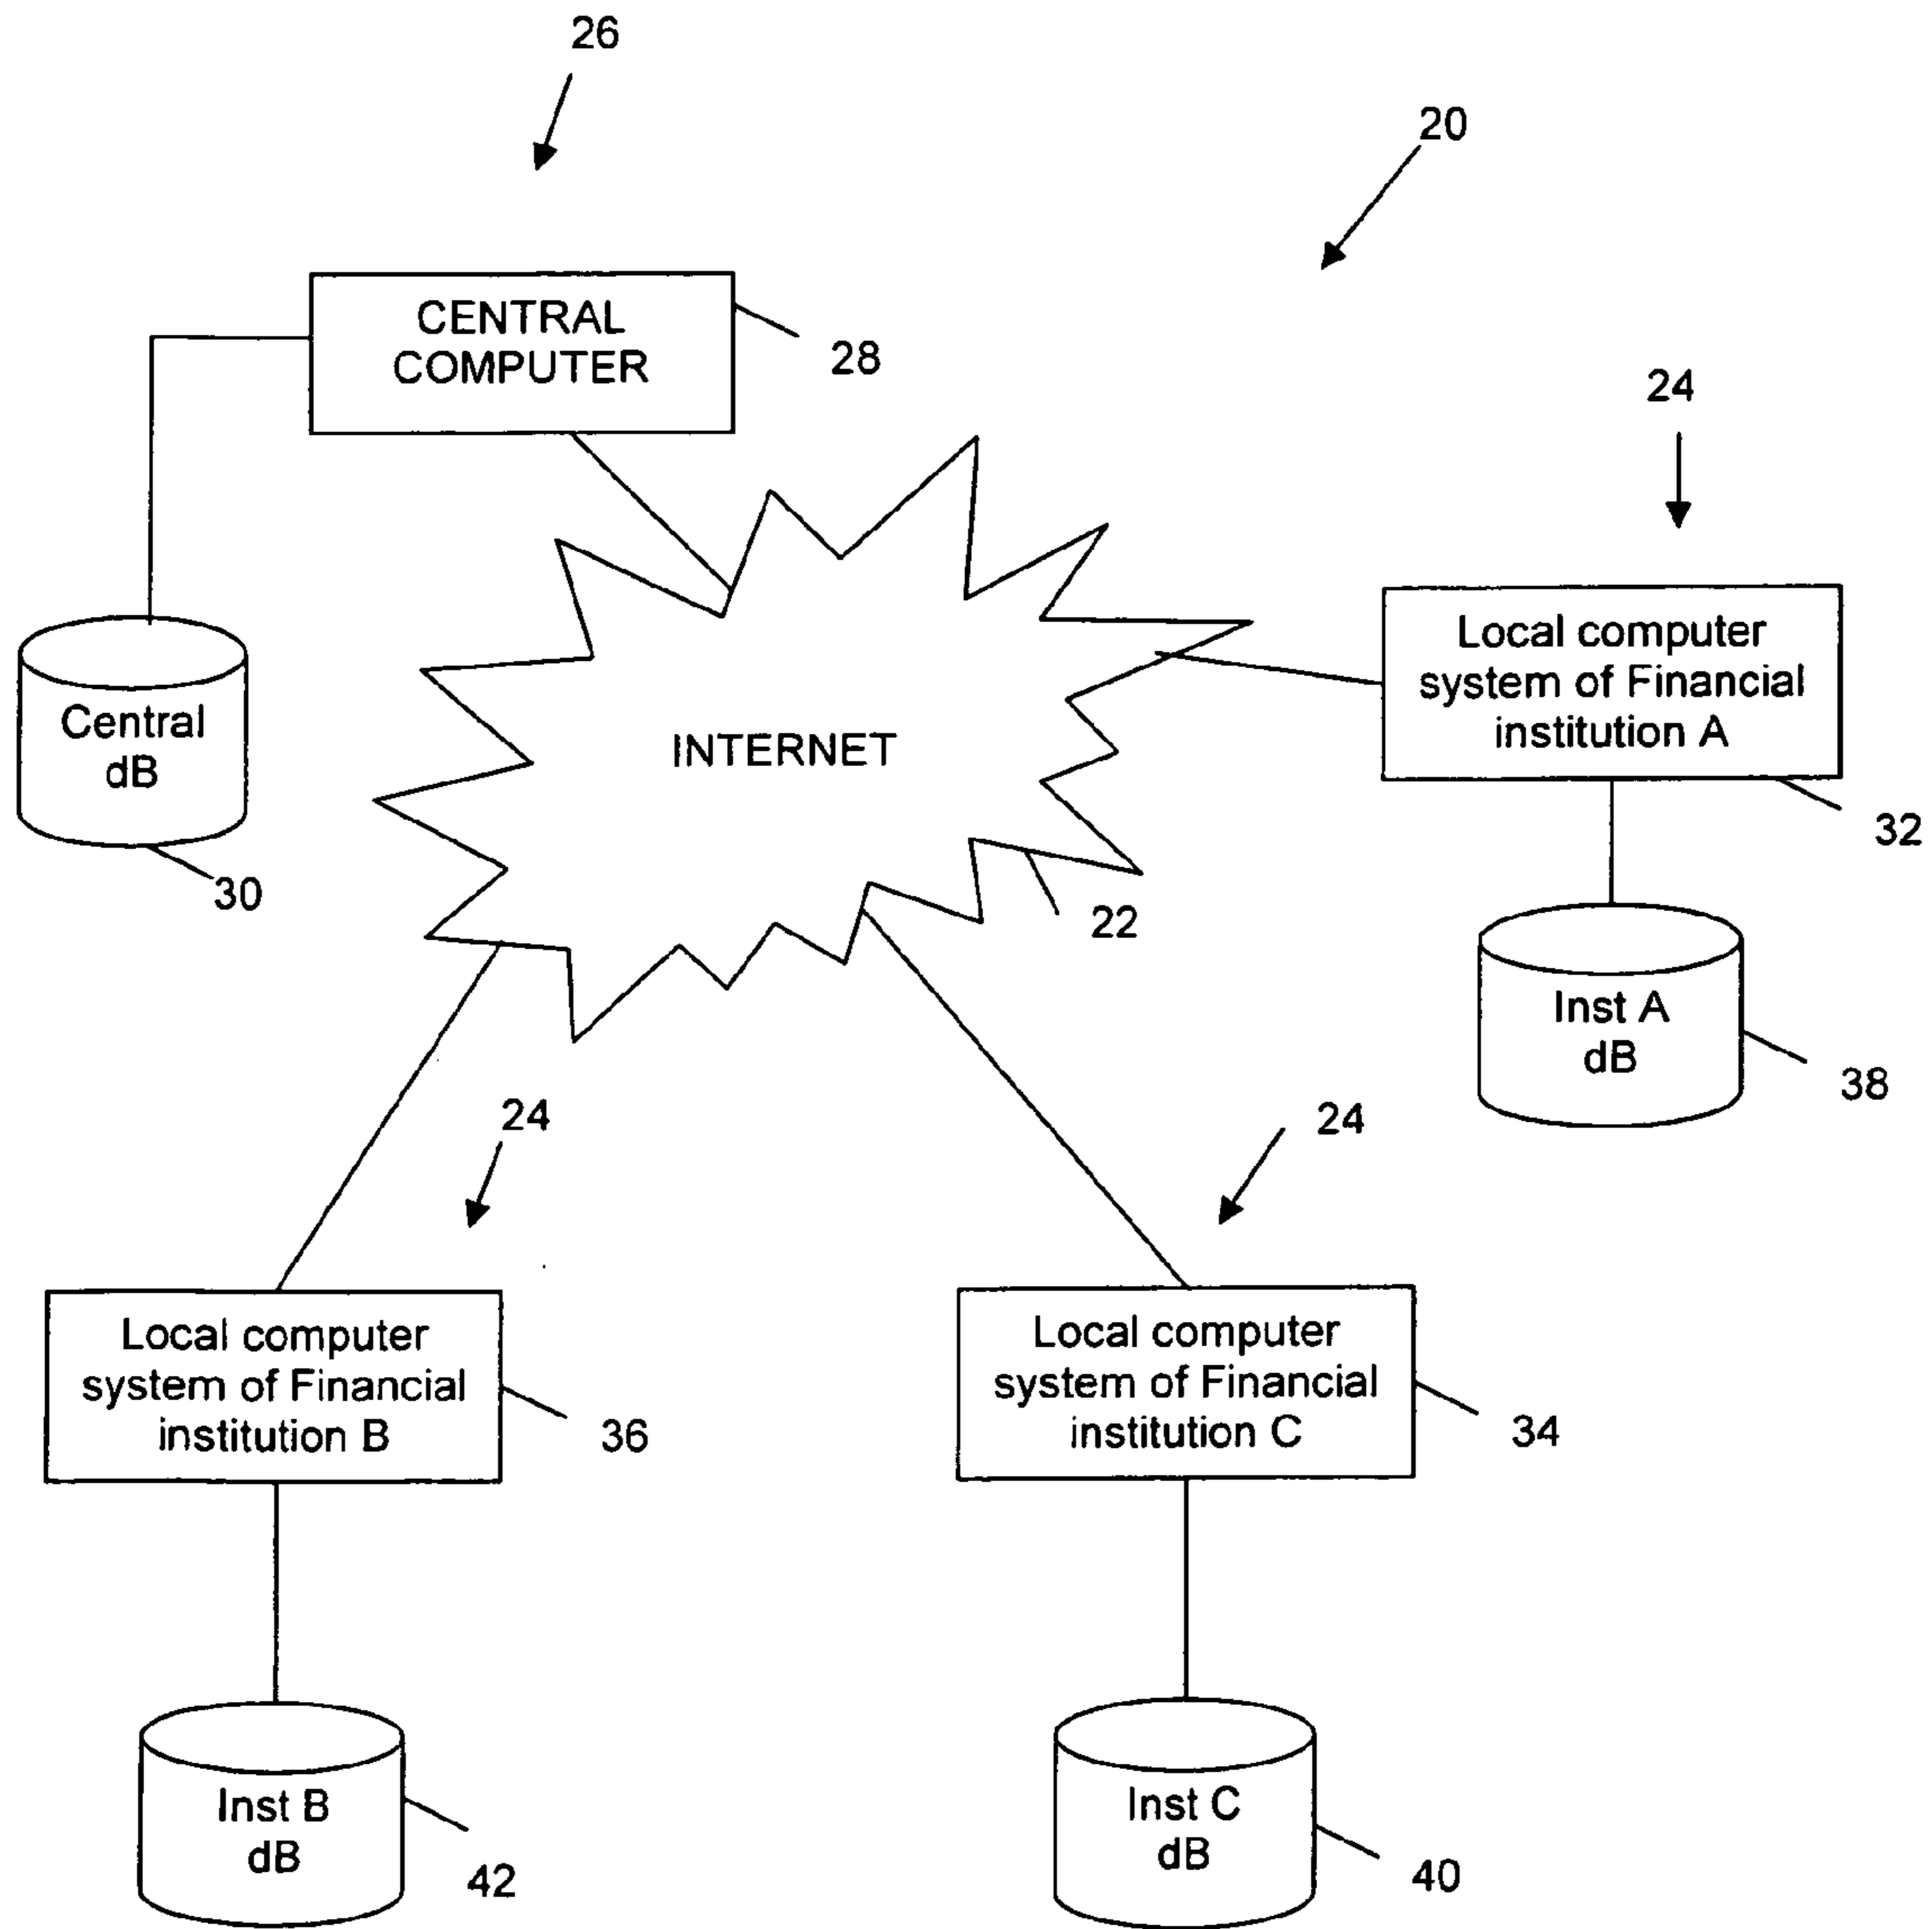 26
20
CENTRAL
COMPUTER
28
24
Local computer
system of Financial
institution A
32
Central
dB
30
INTERNET
22
Inst A
dB
38
24
24
Local computer
system of Financial
institution B
36
Local computer
system of Financial
institution C
34
Inst B
dB
42
Inst C
dB
40